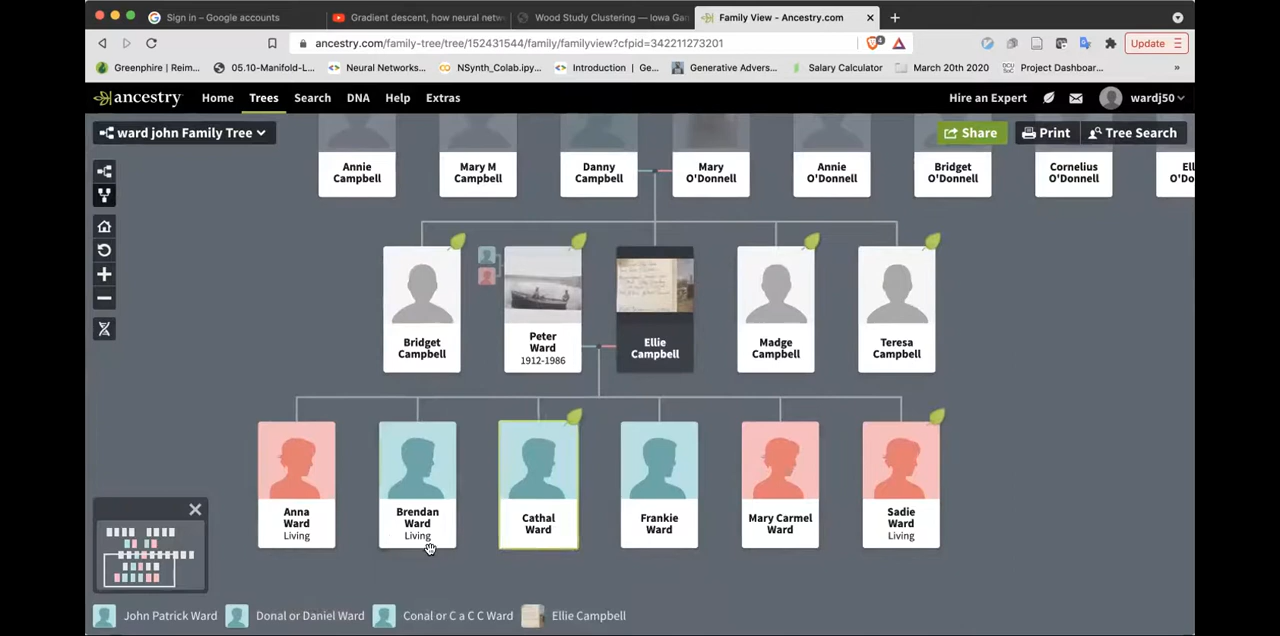 Sign in – Google accounts
Gradient descent, how neural netw
Wood Study Clustering — Iowa Gan
Family View - Ancestry.com
ancestry.com/family-tree/tree/152431544/family/familyview?cfpid=342211273201
Update
Greenphire | Reim...
05.10-Manifold-L...
Neural Networks...
NSynth_Colab.ipy...
Introduction | Ge...
Generative Advers...
Salary Calculator
March 20th 2020
Project Dashboar...
»
ancestry
Home
Trees
Search
DNA
Help
Extras
Hire an Expert
wardj50
ward john Family Tree
Share
Print
Tree Search
Annie
Campbell
Mary M
Campbell
Danny
Campbell
Mary
O'Donnell
Annie
O'Donnell
Bridget
O'Donnell
Cornelius
O'Donnell
Ell
O'Do
Bridget
Campbell
Peter
Ward
1912-1986
Ellie
Campbell
Madge
Campbell
Teresa
Campbell
Anna
Ward
Living
Brendan
Ward
Living
Cathal
Ward
Frankie
Ward
Mary Carmel
Ward
Sadie
Ward
Living
John Patrick Ward
Donal or Daniel Ward
Conal or C a C C Ward
Ellie Campbell